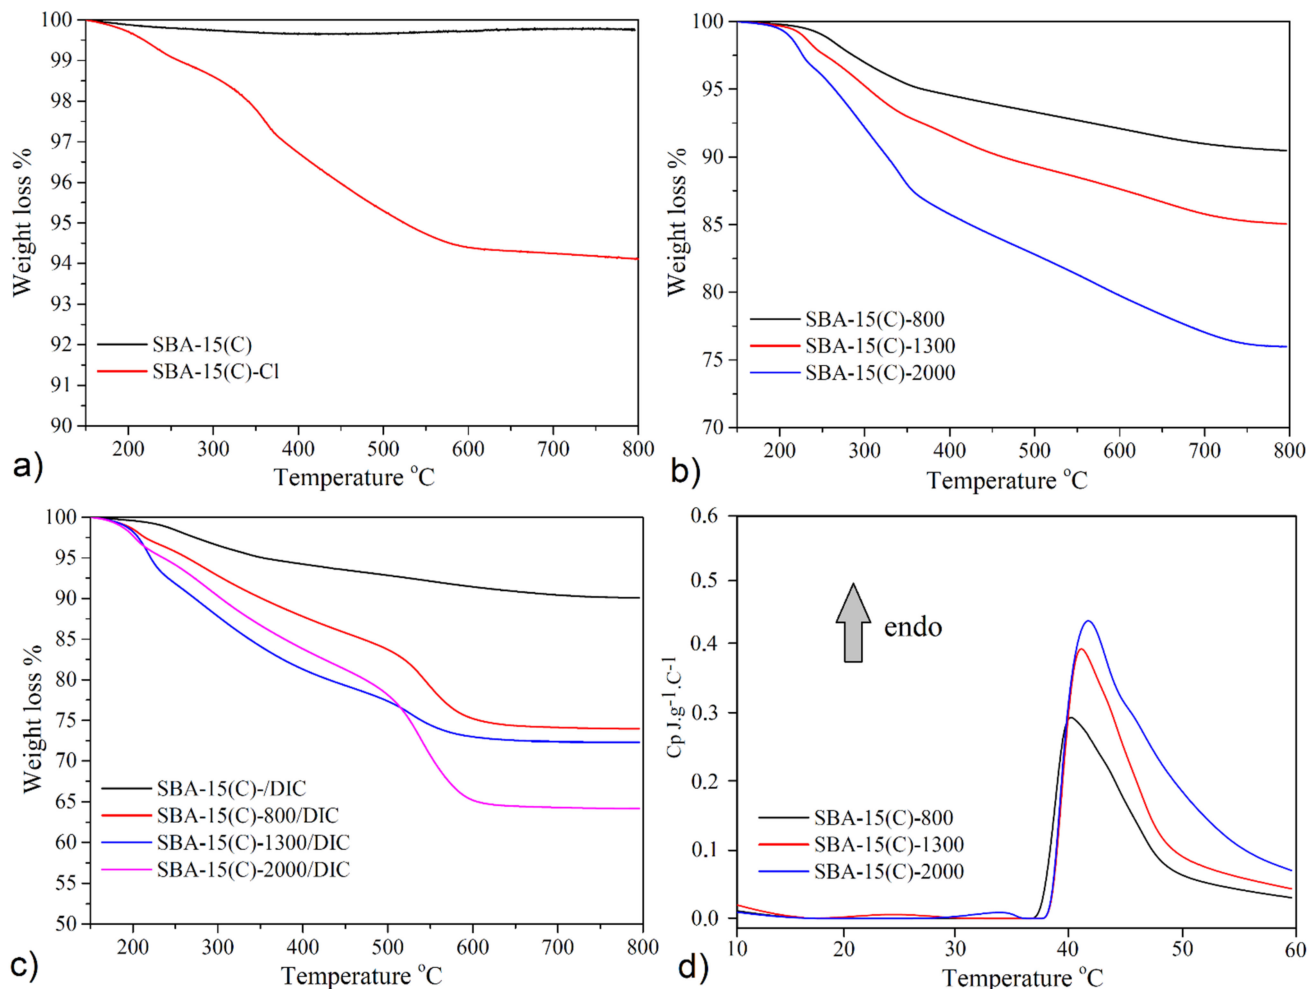 100
99
98
97
96
95
94
93
92
91
90
Weight loss %
SBA-15(C)
SBA-15(C)-Cl
200 300 400 500 600 700 800
Temperature °C
a)
100
95
90
85
80
75
70
Weight loss %
SBA-15(C)-800
SBA-15(C)-1300
SBA-15(C)-2000
200 300 400 500 600 700 800
Temperature °C
b)
100
95
90
85
80
75
70
65
60
55
50
Weight loss %
SBA-15(C)-/DIC
SBA-15(C)-800/DIC
SBA-15(C)-1300/DIC
SBA-15(C)-2000/DIC
200 300 400 500 600 700 800
Temperature °C
c)
0.6
0.5
0.4
0.3
0.2
0.1
0.0
Cp J.g⁻¹.C⁻¹
endo
SBA-15(C)-800
SBA-15(C)-1300
SBA-15(C)-2000
10 20 30 40 50 60
Temperature °C
d)